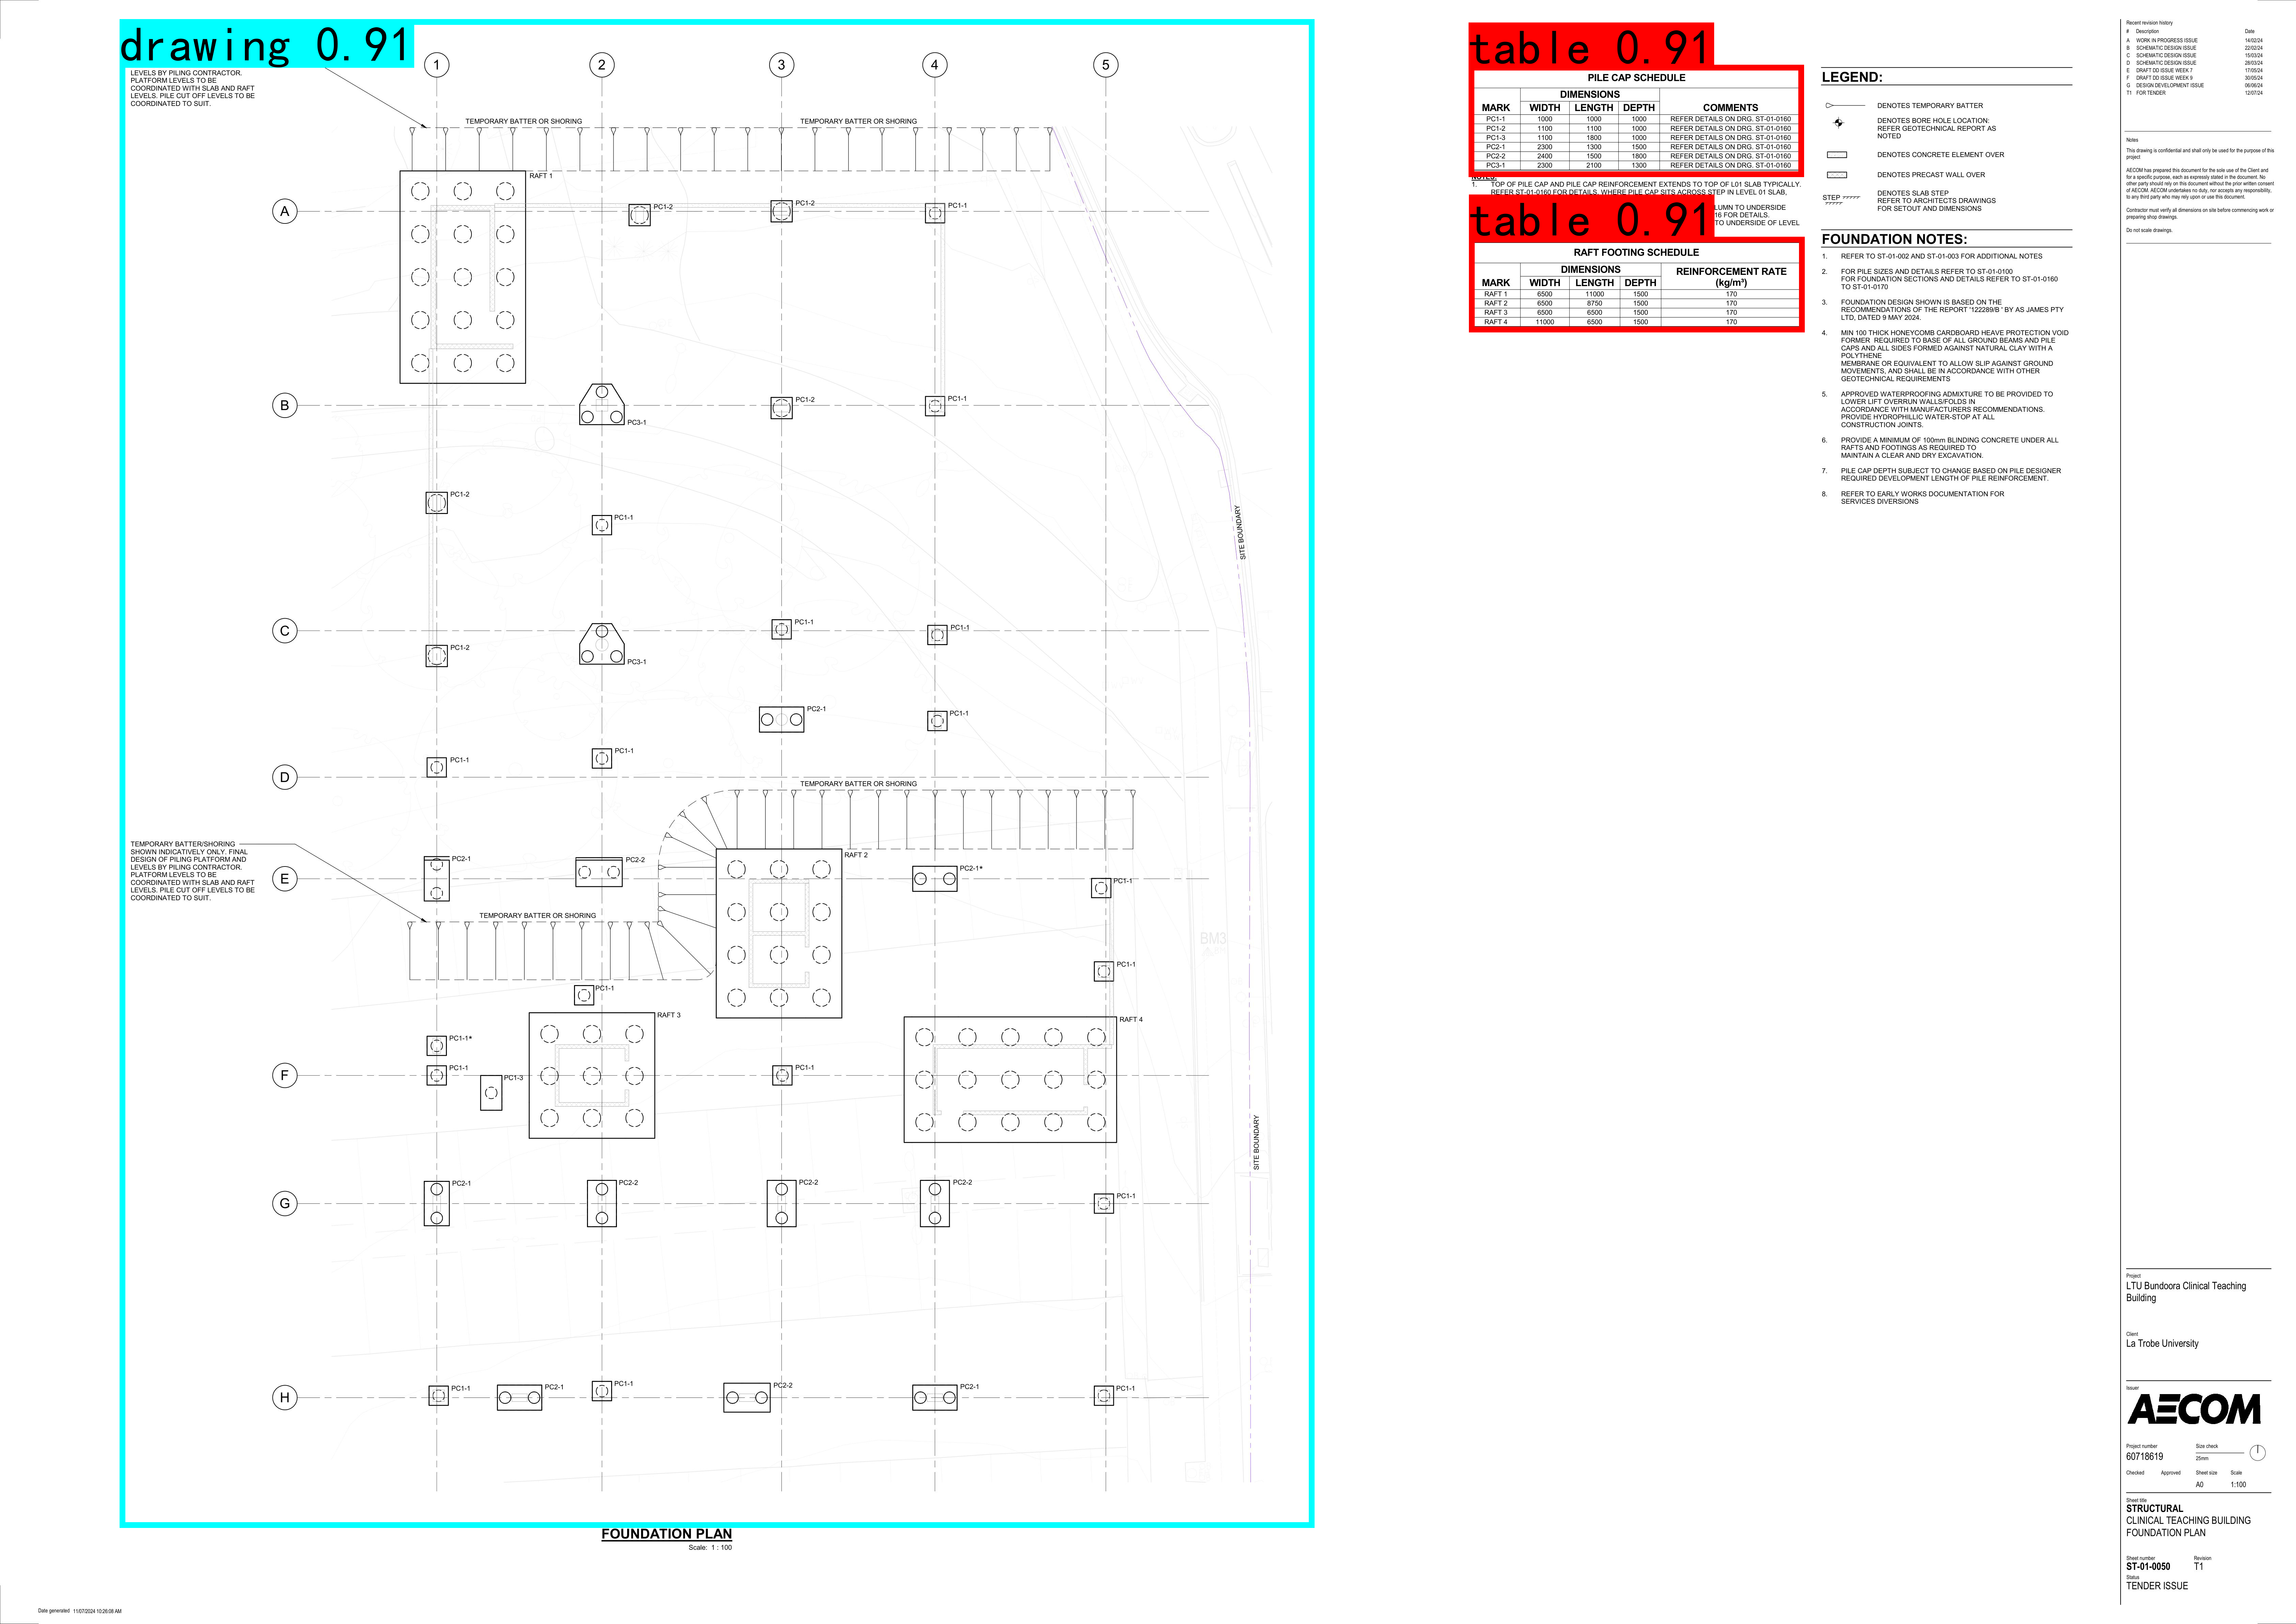 drawing 0.91
LEVELS BY PILING CONTRACTOR.
PLATFORM LEVELS TO BE
COORDINATED WITH SLAB AND RAFT
LEVELS. PILE CUT OFF LEVELS TO BE
COORDINATED TO SUIT.
1
2
3
4
5
TEMPORARY BATTER OR SHORING
TEMPORARY BATTER OR SHORING
RAFT 1
A
PC1-2
PC1-2
PC1-1
B
PC3-1
PC1-2
PC1-1
PC1-2
PC1-1
SITE BOUNDARY
C
PC1-2
PC3-1
PC1-1
PC1-1
PC2-1
PC1-1
PC1-1
PC1-1
D
TEMPORARY BATTER OR SHORING
TEMPORARY BATTER/SHORING
SHOWN INDICATIVELY ONLY. FINAL
DESIGN OF PILING PLATFORM AND
LEVELS BY PILING CONTRACTOR.
PLATFORM LEVELS TO BE
COORDINATED WITH SLAB AND RAFT
LEVELS. PILE CUT OFF LEVELS TO BE
COORDINATED TO SUIT.
E
PC2-1
PC2-2
RAFT 2
PC2-1*
PC1-1
TEMPORARY BATTER OR SHORING
BM3
PC1-1
PC1-1
RAFT 3
RAFT 4
PC1-1*
F
PC1-1
PC1-3
PC1-1
SITE BOUNDARY
G
PC2-1
PC2-2
PC2-2
PC2-2
PC1-1
H
PC1-1
PC2-1
PC1-1
PC2-2
PC2-1
PC1-1
FOUNDATION PLAN
Scale: 1 : 100
Date generated 11/07/2024 10:26:08 AM
table 0.91
PILE CAP SCHEDULE
DIMENSIONS
MARK WIDTH LENGTH DEPTH COMMENTS
PC1-1 1000 1000 1000 REFER DETAILS ON DRG. ST-01-0160
PC1-2 1100 1100 1000 REFER DETAILS ON DRG. ST-01-0160
PC1-3 1100 1800 1000 REFER DETAILS ON DRG. ST-01-0160
PC2-1 2300 1300 1500 REFER DETAILS ON DRG. ST-01-0160
PC2-2 2400 1500 1800 REFER DETAILS ON DRG. ST-01-0160
PC3-1 2300 2100 1300 REFER DETAILS ON DRG. ST-01-0160
NOTES:
1. TOP OF PILE CAP AND PILE CAP REINFORCEMENT EXTENDS TO TOP OF L01 SLAB TYPICALLY.
REFER ST-01-0160 FOR DETAILS. WHERE PILE CAP SITS ACROSS STEP IN LEVEL 01 SLAB,
LUMN TO UNDERSIDE
16 FOR DETAILS.
TO UNDERSIDE OF LEVEL
table 0.91
RAFT FOOTING SCHEDULE
DIMENSIONS REINFORCEMENT RATE
MARK WIDTH LENGTH DEPTH (kg/m³)
RAFT 1 6500 11000 1500 170
RAFT 2 6500 8750 1500 170
RAFT 3 6500 6500 1500 170
RAFT 4 11000 6500 1500 170
LEGEND:
DENOTES TEMPORARY BATTER
DENOTES BORE HOLE LOCATION:
REFER GEOTECHNICAL REPORT AS
NOTED
DENOTES CONCRETE ELEMENT OVER
DENOTES PRECAST WALL OVER
STEP DENOTES SLAB STEP
REFER TO ARCHITECTS DRAWINGS
FOR SETOUT AND DIMENSIONS
FOUNDATION NOTES:
1. REFER TO ST-01-002 AND ST-01-003 FOR ADDITIONAL NOTES
2. FOR PILE SIZES AND DETAILS REFER TO ST-01-0100
FOR FOUNDATION SECTIONS AND DETAILS REFER TO ST-01-0160
TO ST-01-0170
3. FOUNDATION DESIGN SHOWN IS BASED ON THE
RECOMMENDATIONS OF THE REPORT '122289/B ' BY AS JAMES PTY
LTD, DATED 9 MAY 2024.
4. MIN 100 THICK HONEYCOMB CARDBOARD HEAVE PROTECTION VOID
FORMER REQUIRED TO BASE OF ALL GROUND BEAMS AND PILE
CAPS AND ALL SIDES FORMED AGAINST NATURAL CLAY WITH A
POLYTHENE
MEMBRANE OR EQUIVALENT TO ALLOW SLIP AGAINST GROUND
MOVEMENTS, AND SHALL BE IN ACCORDANCE WITH OTHER
GEOTECHNICAL REQUIREMENTS
5. APPROVED WATERPROOFING ADMIXTURE TO BE PROVIDED TO
LOWER LIFT OVERRUN WALLS/FOLDS IN
ACCORDANCE WITH MANUFACTURERS RECOMMENDATIONS.
PROVIDE HYDROPHILLIC WATER-STOP AT ALL
CONSTRUCTION JOINTS.
6. PROVIDE A MINIMUM OF 100mm BLINDING CONCRETE UNDER ALL
RAFTS AND FOOTINGS AS REQUIRED TO
MAINTAIN A CLEAR AND DRY EXCAVATION.
7. PILE CAP DEPTH SUBJECT TO CHANGE BASED ON PILE DESIGNER
REQUIRED DEVELOPMENT LENGTH OF PILE REINFORCEMENT.
8. REFER TO EARLY WORKS DOCUMENTATION FOR
SERVICES DIVERSIONS
Recent revision history
# Description Date
A WORK IN PROGRESS ISSUE 14/02/24
B SCHEMATIC DESIGN ISSUE 22/02/24
C SCHEMATIC DESIGN ISSUE 15/03/24
D SCHEMATIC DESIGN ISSUE 28/03/24
E DRAFT DD ISSUE WEEK 7 17/05/24
F DRAFT DD ISSUE WEEK 9 30/05/24
G DESIGN DEVELOPMENT ISSUE 06/06/24
T1 FOR TENDER 12/07/24
Notes
This drawing is confidential and shall only be used for the purpose of this
project
AECOM has prepared this document for the sole use of the Client and
for a specific purpose, each as expressly stated in the document. No
other party should rely on this document without the prior written consent
of AECOM. AECOM undertakes no duty, nor accepts any responsibility,
to any third party who may rely upon or use this document.
Contractor must verify all dimensions on site before commencing work or
preparing shop drawings.
Do not scale drawings.
Project
LTU Bundoora Clinical Teaching
Building
Client
La Trobe University
Issuer
AECOM
Project number Size check
60718619 25mm
Checked Approved Sheet size Scale
A0 1:100
Sheet title
STRUCTURAL
CLINICAL TEACHING BUILDING
FOUNDATION PLAN
Sheet number Revision
ST-01-0050 T1
Status
TENDER ISSUE